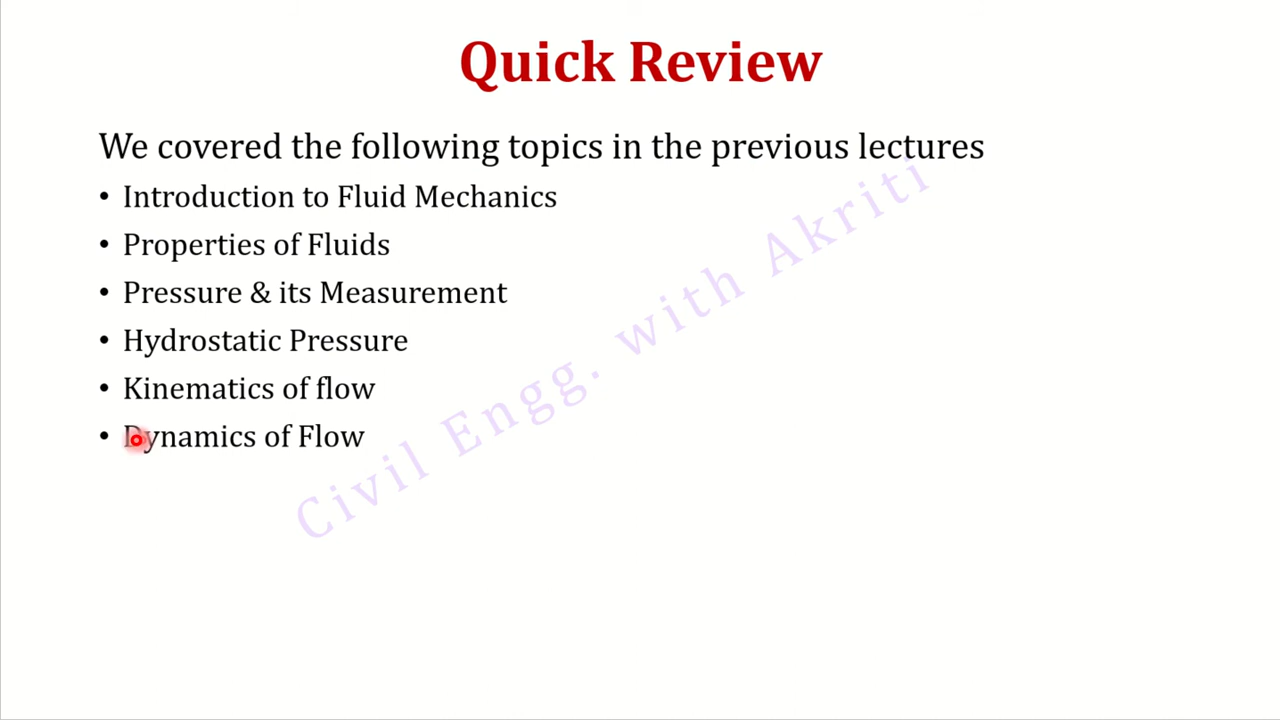 Quick Review
We covered the following topics in the previous lectures
• Introduction to Fluid Mechanics
• Properties of Fluids
• Pressure & its Measurement
• Hydrostatic Pressure
• Kinematics of flow
• Dynamics of Flow
Civil Engg. with Akriti